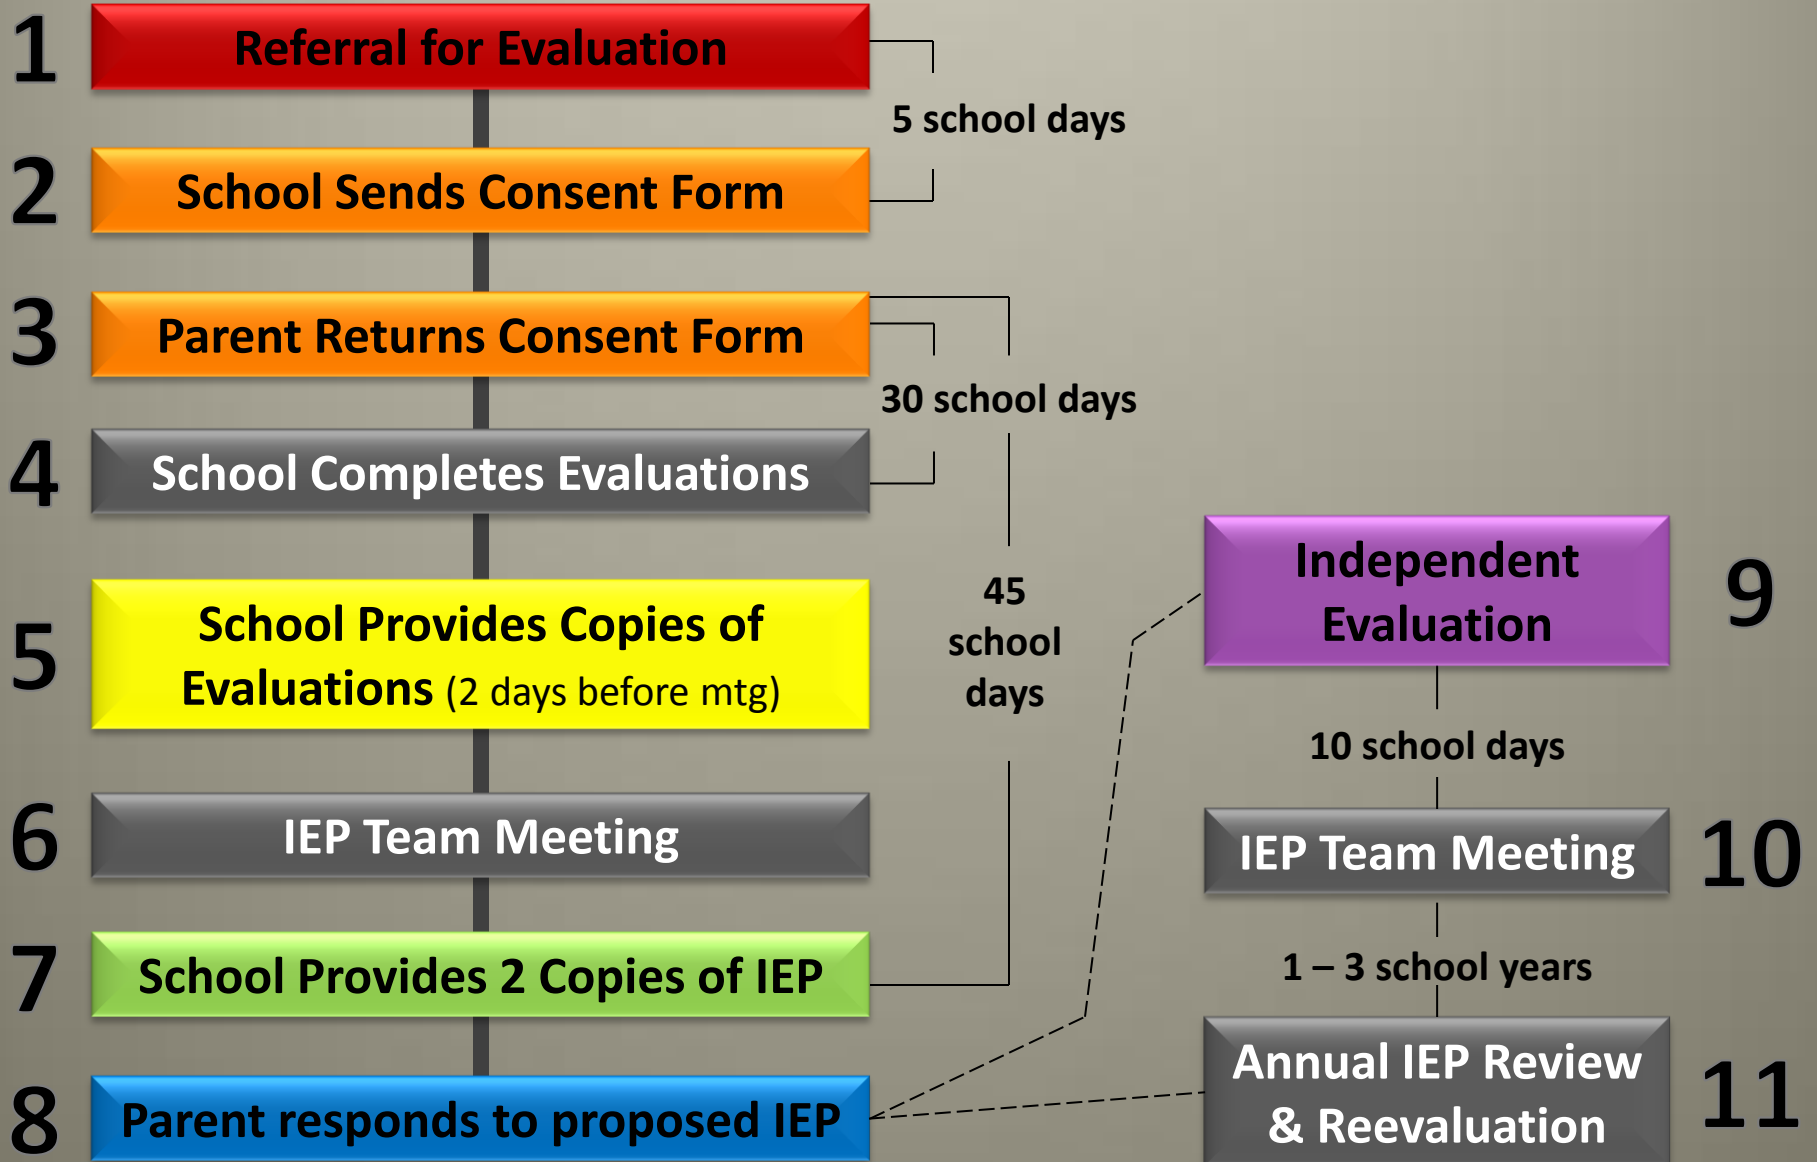 1
Referral for Evaluation
5 school days
2
School Sends Consent Form
3
Parent Returns Consent Form
30 school days
4
School Completes Evaluations
45
school
days
5
School Provides Copies of
Evaluations (2 days before mtg)
6
IEP Team Meeting
7
School Provides 2 Copies of IEP
8
Parent responds to proposed IEP
Independent
Evaluation
9
10 school days
IEP Team Meeting
10
1 – 3 school years
Annual IEP Review
& Reevaluation
11